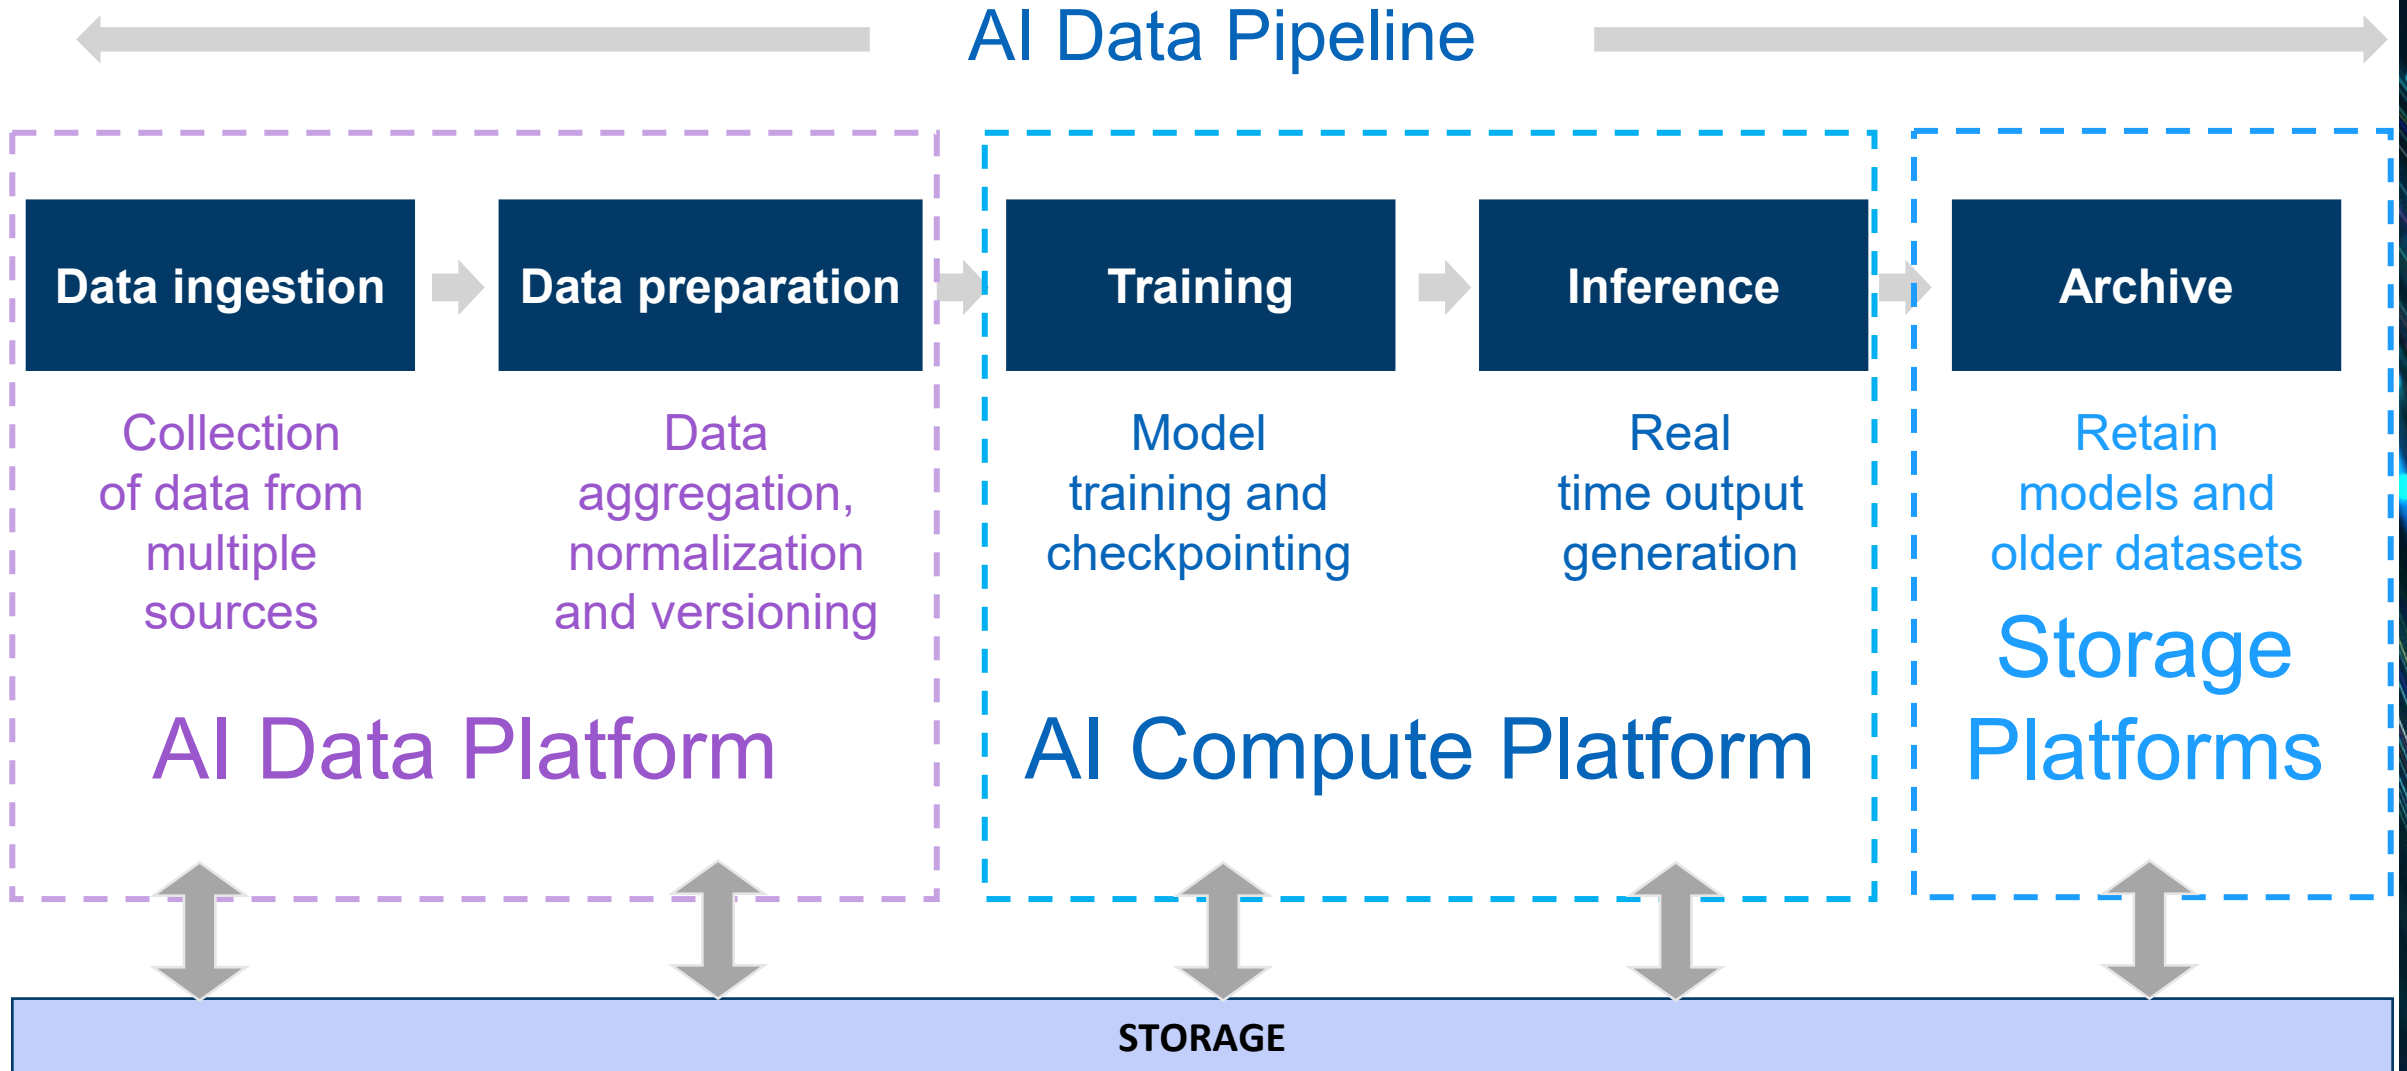 AI Data Pipeline
Data ingestion
Data preparation
Training
Inference
Archive
Collection
of data from
multiple
sources
Data
aggregation,
normalization
and versioning
Model
training and
checkpointing
Real
time output
generation
Retain
models and
older datasets
AI Data Platform
AI Compute Platform
Storage
Platforms
STORAGE